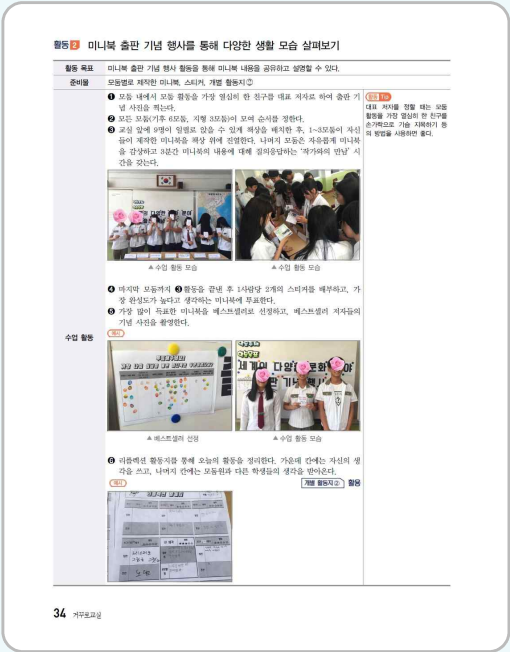 활동 2 미니북 출판 기념 행사를 통해 다양한 생활 모습 살펴보기
활동 목표 미니북 출판 기념 행사 활동을 통해 미니북 내용을 공유하고 설명할 수 있다.
준비물 모둠별로 제작한 미니북, 스티커, 개별 활동지②
수업 활동
❶ 모둠 내에서 모둠 활동을 가장 열심히 한 친구를 대표 저자로 하여 출판 기
념 사진을 찍는다.
❷ 모든 모둠(기후 6모둠, 지형 3모둠)이 모여 순서를 정한다.
❸ 교실 앞에 9명이 일렬로 앉을 수 있게 책상을 배치한 후, 1~3모둠이 자신
들이 제작한 미니북을 책상 위에 진열한다. 나머지 모둠은 자유롭게 미니북
을 감상하고 3분간 미니북의 내용에 대해 질의응답하는 '작가와의 만남' 시
간을 갖는다.
▲ 수업 활동 모습
▲ 수업 활동 모습
❹ 마지막 모둠까지 ❸활동을 끝낸 후 1사람당 2개의 스티커를 배부하고, 가
장 완성도가 높다고 생각하는 미니북에 투표한다.
❺ 가장 많이 득표한 미니북을 베스트셀러로 선정하고, 베스트셀러 저자들의
기념 사진을 촬영한다.
예시
▲ 베스트셀러 선정
▲ 수업 활동 모습
❻ 리플렉션 활동지를 통해 오늘의 활동을 정리한다. 가운데 칸에는 자신의 생
각을 쓰고, 나머지 칸에는 모둠원과 다른 학생들의 생각을 받아온다.
예시
개별 활동지② 활용
활동 Tip
대표 저자를 정할 때는 모둠
활동을 가장 열심히 한 친구를
손가락으로 기술 지목하기 등
의 방법을 사용하면 좋다.
34 거꾸로교실